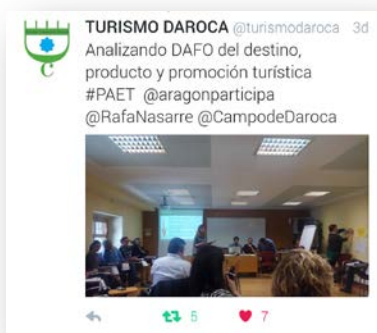 TURISMO DAROCA @turismodaroca 3d
Analizando DAFO del destino,
producto y promoción turística
#PAET @aragonparticipa
@RafaNasarre @CampodeDaroca
C
5 7